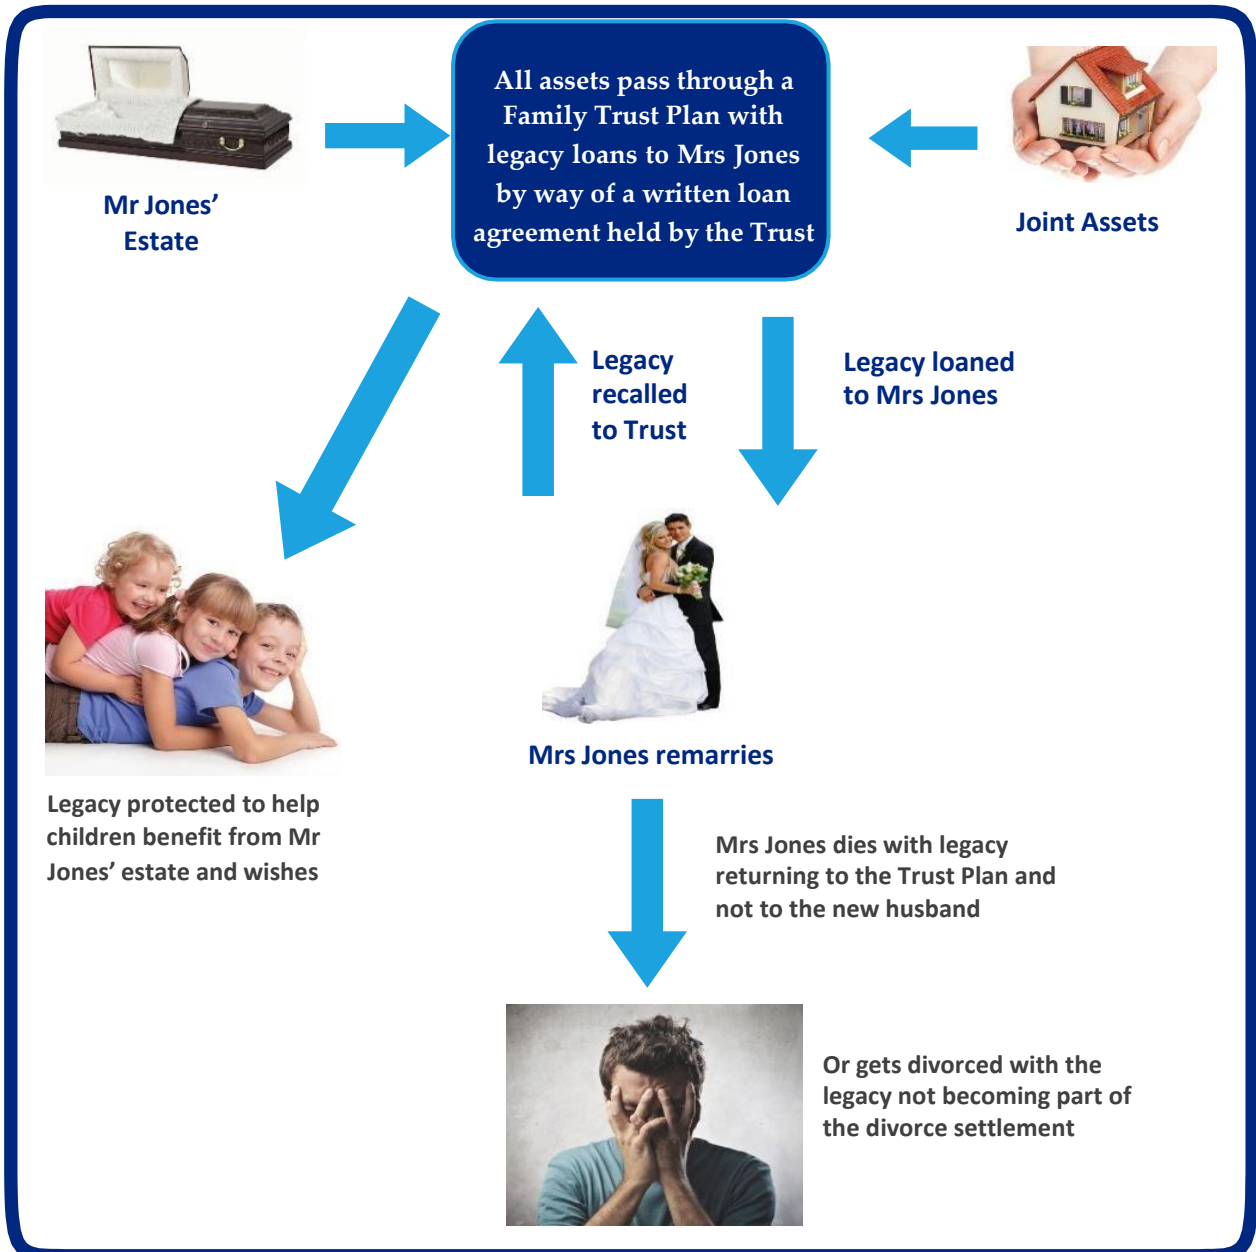 All assets pass through a
Family Trust Plan with
legacy loans to Mrs Jones
by way of a written loan
agreement held by the Trust
Mr Jones’
Estate
Joint Assets
Legacy
recalled
to Trust
Legacy loaned
to Mrs Jones
Mrs Jones remarries
Legacy protected to help
children benefit from Mr
Jones’ estate and wishes
Mrs Jones dies with legacy
returning to the Trust Plan and
not to the new husband
Or gets divorced with the
legacy not becoming part of
the divorce settlement